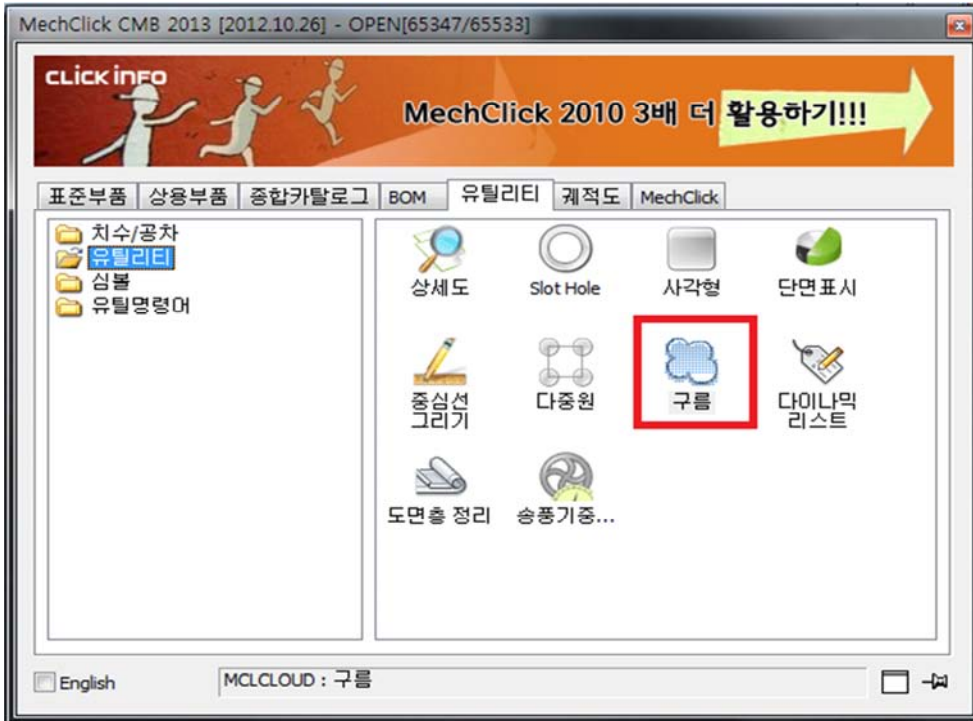 MechClick CMB 2013 [2012.10.26] - OPEN[65347/65533]
CLiCK iNFO
MechClick 2010 3배 더 활용하기!!!
표준부품 상용부품 종합카탈로그 BOM 유틸리티 궤적도 MechClick
치수/공차
유틸리티
심볼
유틸명령어
상세도 Slot Hole 사각형 단면표시
중심선
그리기
다중원
구름
다이나믹
리스트
도면층 정리 송풍기중...
English
MCLCLOUD : 구름